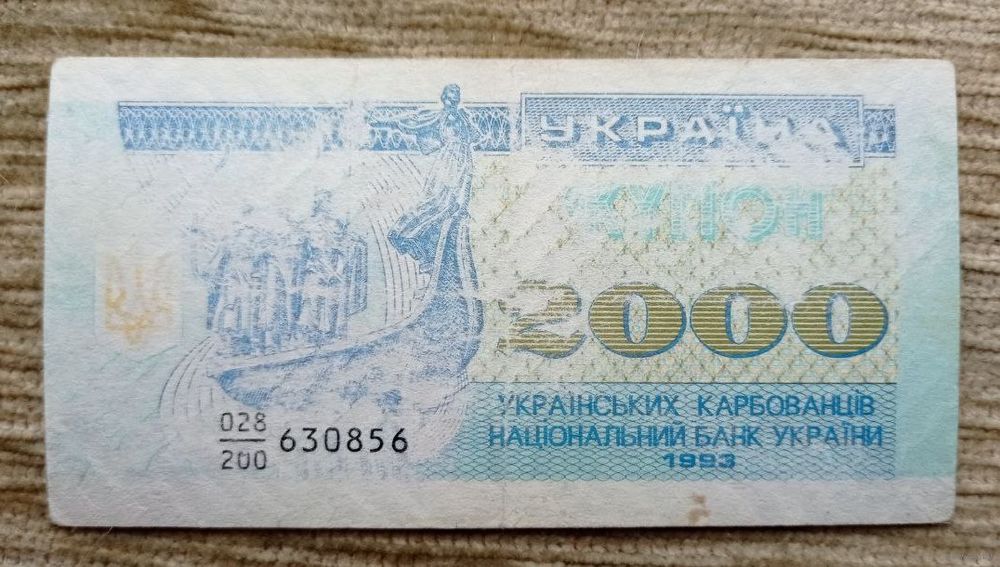 УКРАЇНА
КУПОН
2000
УКРАЇНСЬКИХ КАРБОВАНЦІВ
НАЦІОНАЛЬНИЙ БАНК УКРАЇНИ
1993
028/200 630856